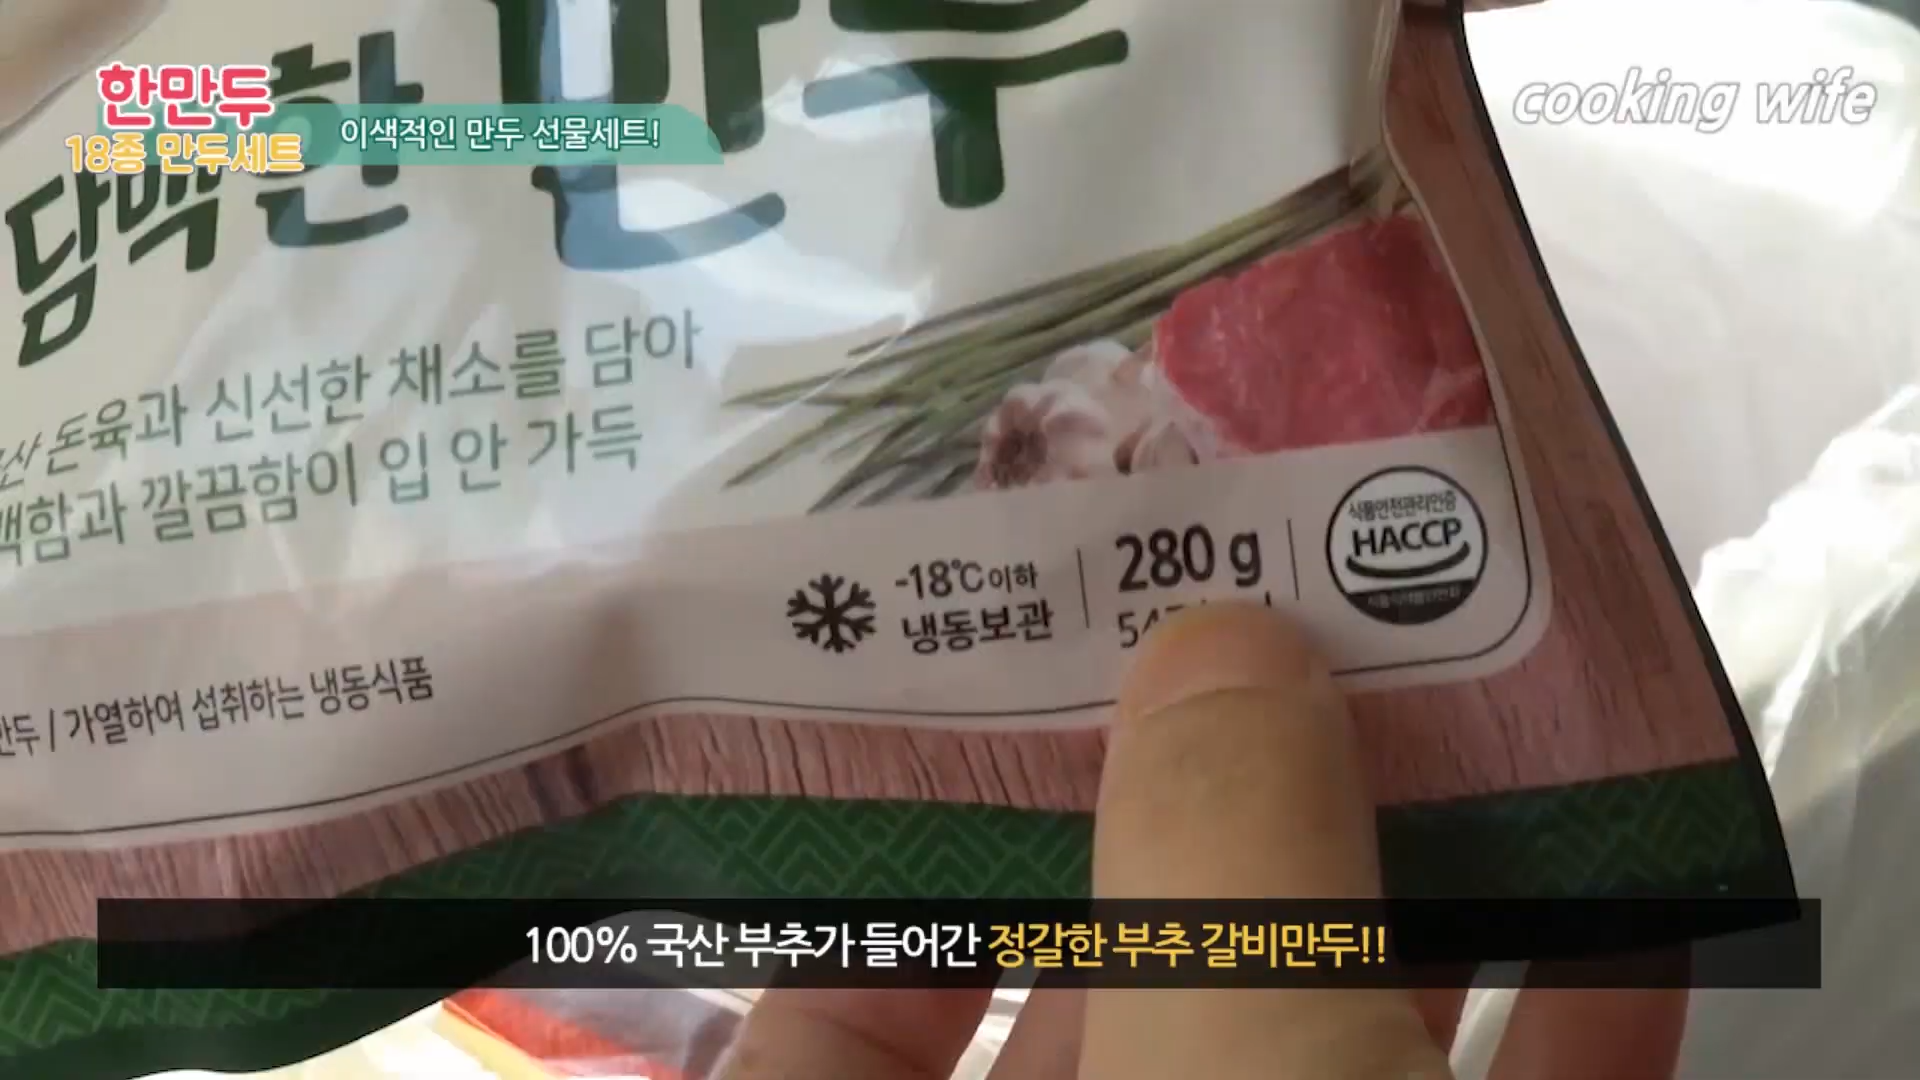 한만두
18종 만두세트
이색적인 만두 선물세트!
cooking wife
담백한 만두
돈육과 신선한 채소를 담아
깔끔함이 입 안 가득
-18℃이하
냉동보관
280 g
식품안전관리인증
HACCP
만두 / 가열하여 섭취하는 냉동식품
100% 국산 부추가 들어간 정갈한 부추 갈비만두!!